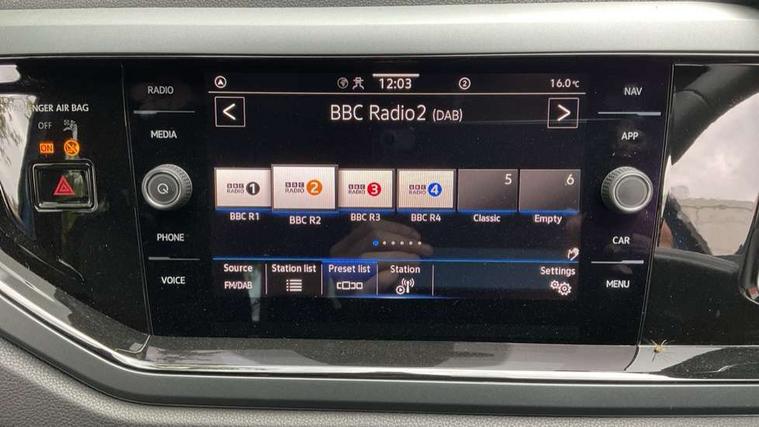 RADIO
MEDIA
PHONE
VOICE
NAV
APP
CAR
MENU
ENGER AIR BAG
OFF
ON
12:03
2
16.0°C
<
BBC Radio2 (DAB)
>
BBC RADIO 1
BBC RADIO 2
BBC RADIO 3
BBC RADIO 4
5
6
BBC R1
BBC R2
BBC R3
BBC R4
Classic
Empty
Source
FM/DAB
Station list
Preset list
Station
Settings